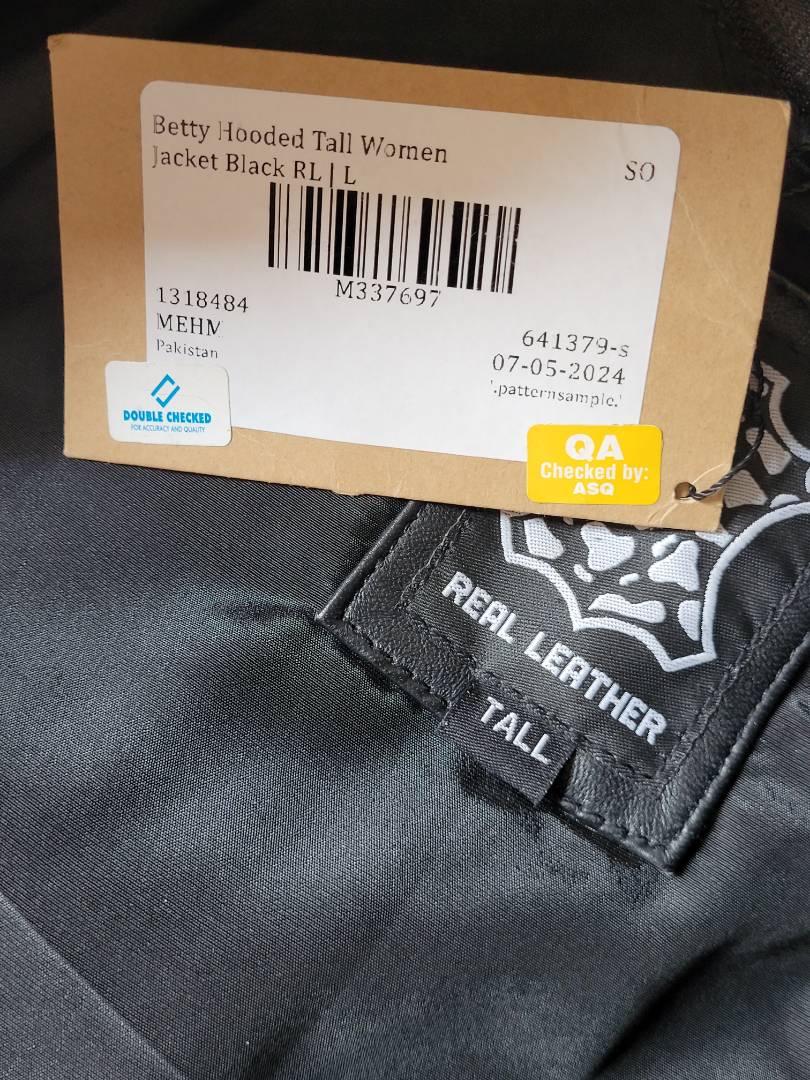 Betty Hooded Tall Women
Jacket Black RL | L
SO
M337697
1318484
MEHM
Pakistan
641379-s
07-05-2024
'.patternsample.'
DOUBLE CHECKED
FOR ACCURACY AND QUALITY
QA
Checked by:
ASQ
REAL LEATHER
TALL